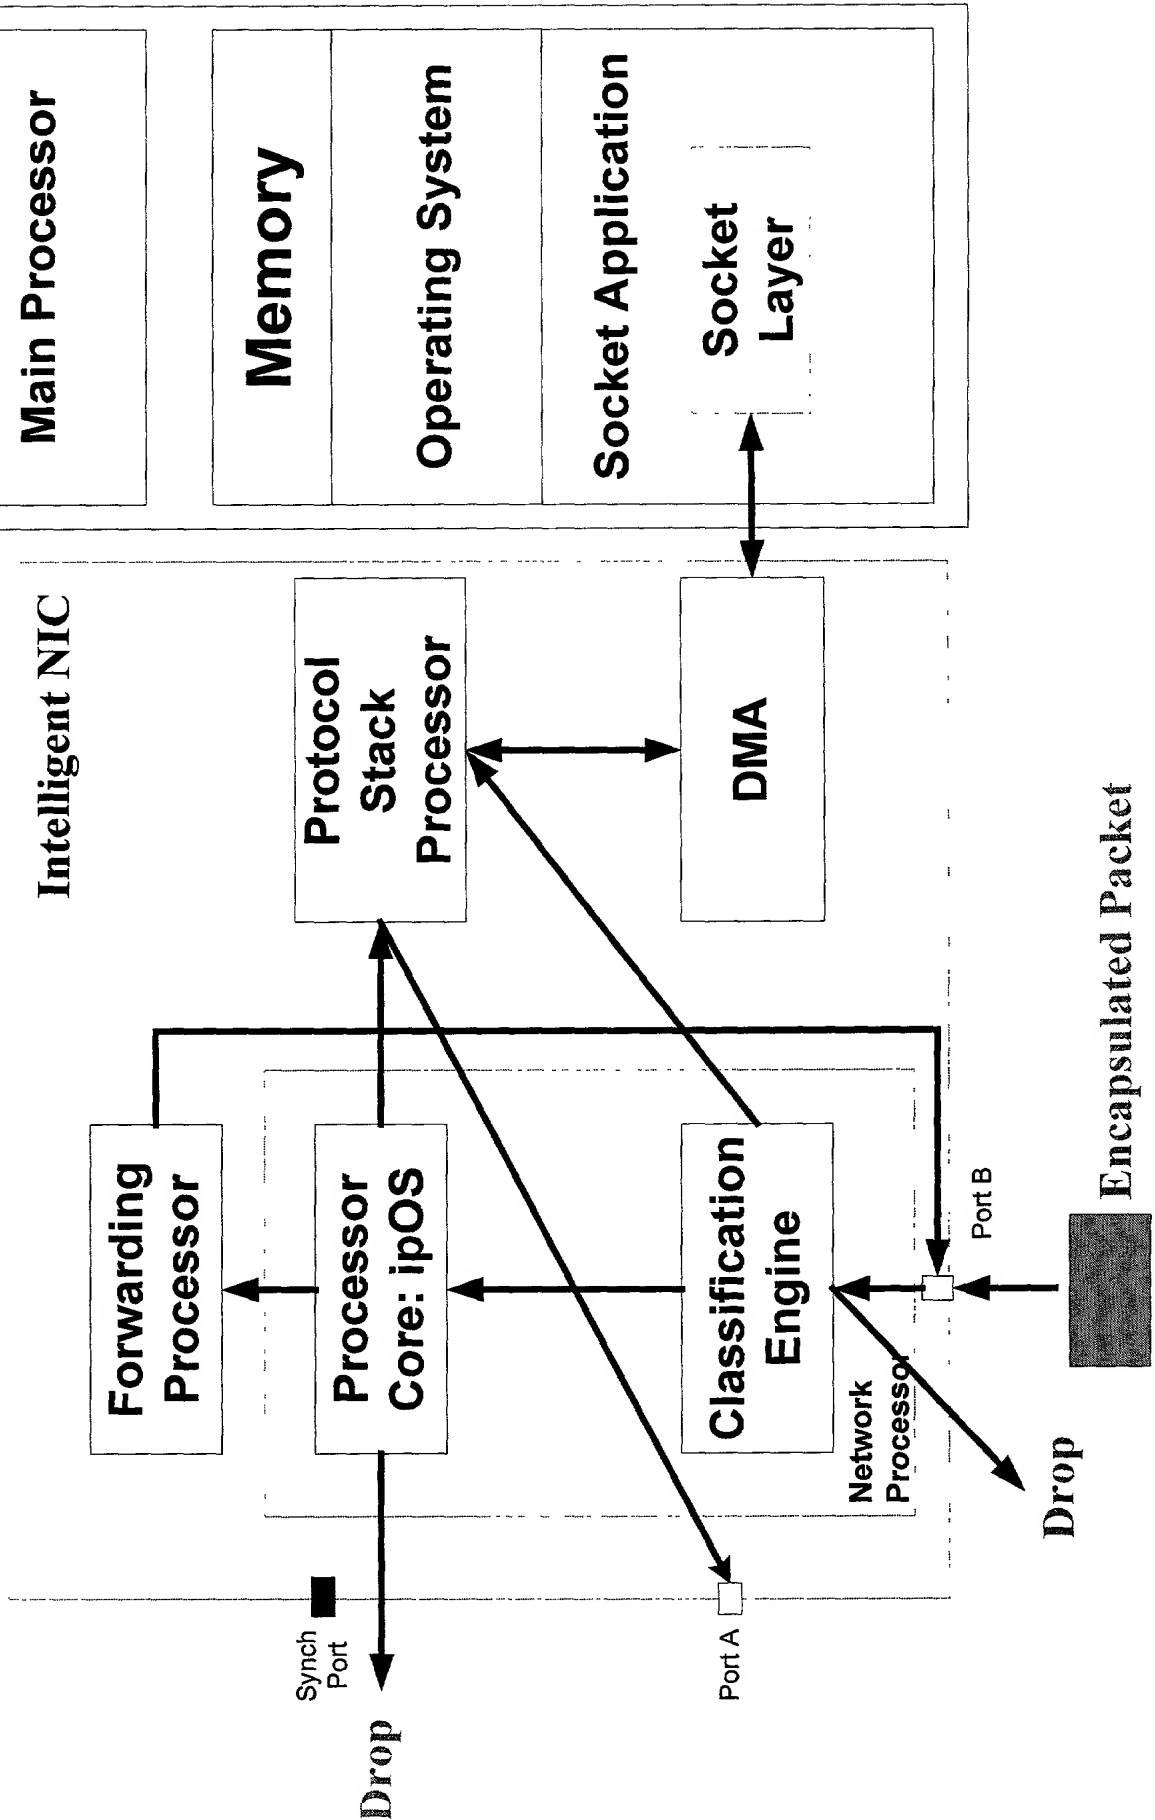 Main Processor
Memory
Operating System
Socket Application
Socket
Layer
Intelligent NIC
Protocol
Stack
Processor
DMA
Forwarding
Processor
Processor
Core: ipOS
Classification
Engine
Network
Processor
Port B
Encapsulated Packet
Synch
Port
Port A
Drop
Drop